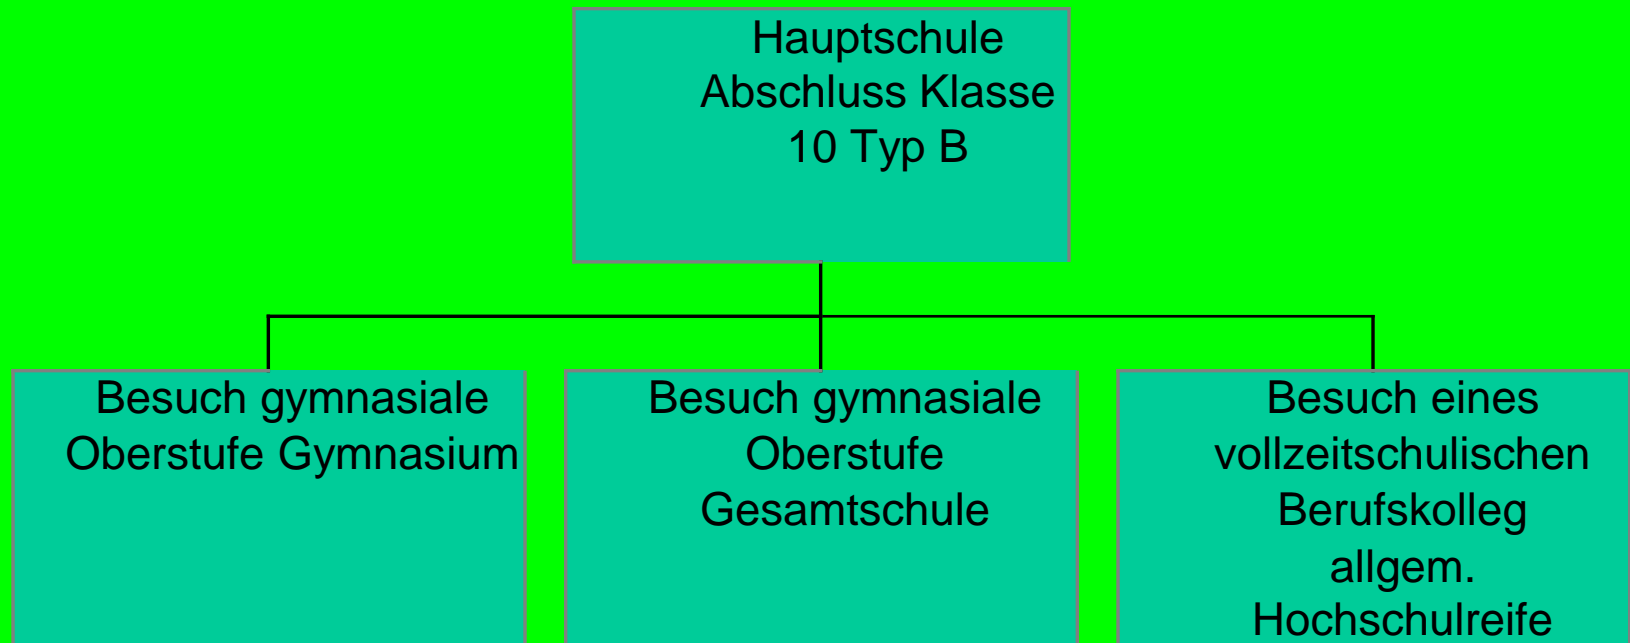 Hauptschule
Abschluss Klasse
10 Typ B
Besuch gymnasiale
Oberstufe Gymnasium
Besuch gymnasiale
Oberstufe
Gesamtschule
Besuch eines
vollzeitschulischen
Berufskolleg
allgem.
Hochschulreife